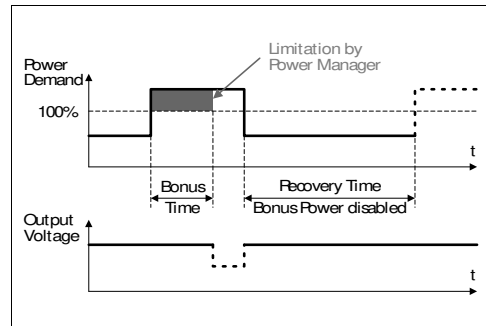 Limitation by
Power Manager
Power
Demand
100%
t
Bonus
Time
Recovery Time
Bonus Power disabled
Output
Voltage
t